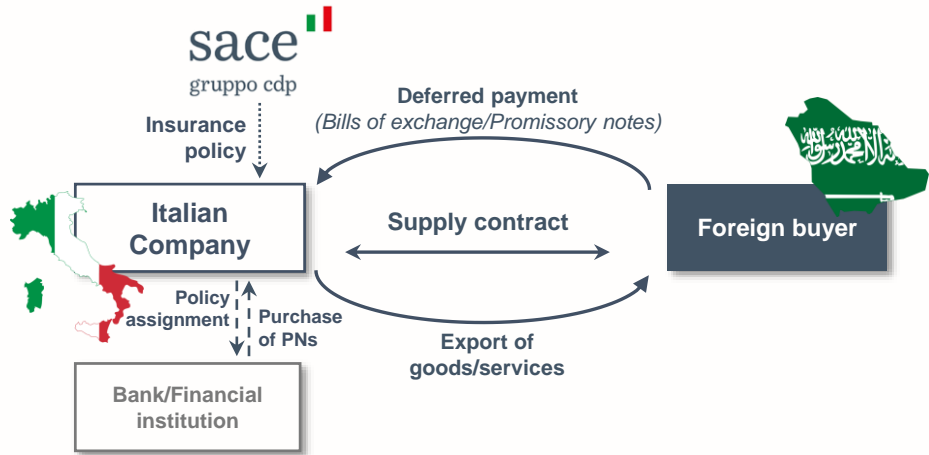 sace
gruppo cdp
Insurance
policy
Deferred payment
(Bills of exchange/Promissory notes)
Italian
Company
Supply contract
Foreign buyer
Policy
assignment
Purchase
of PNs
Export of
goods/services
Bank/Financial
institution